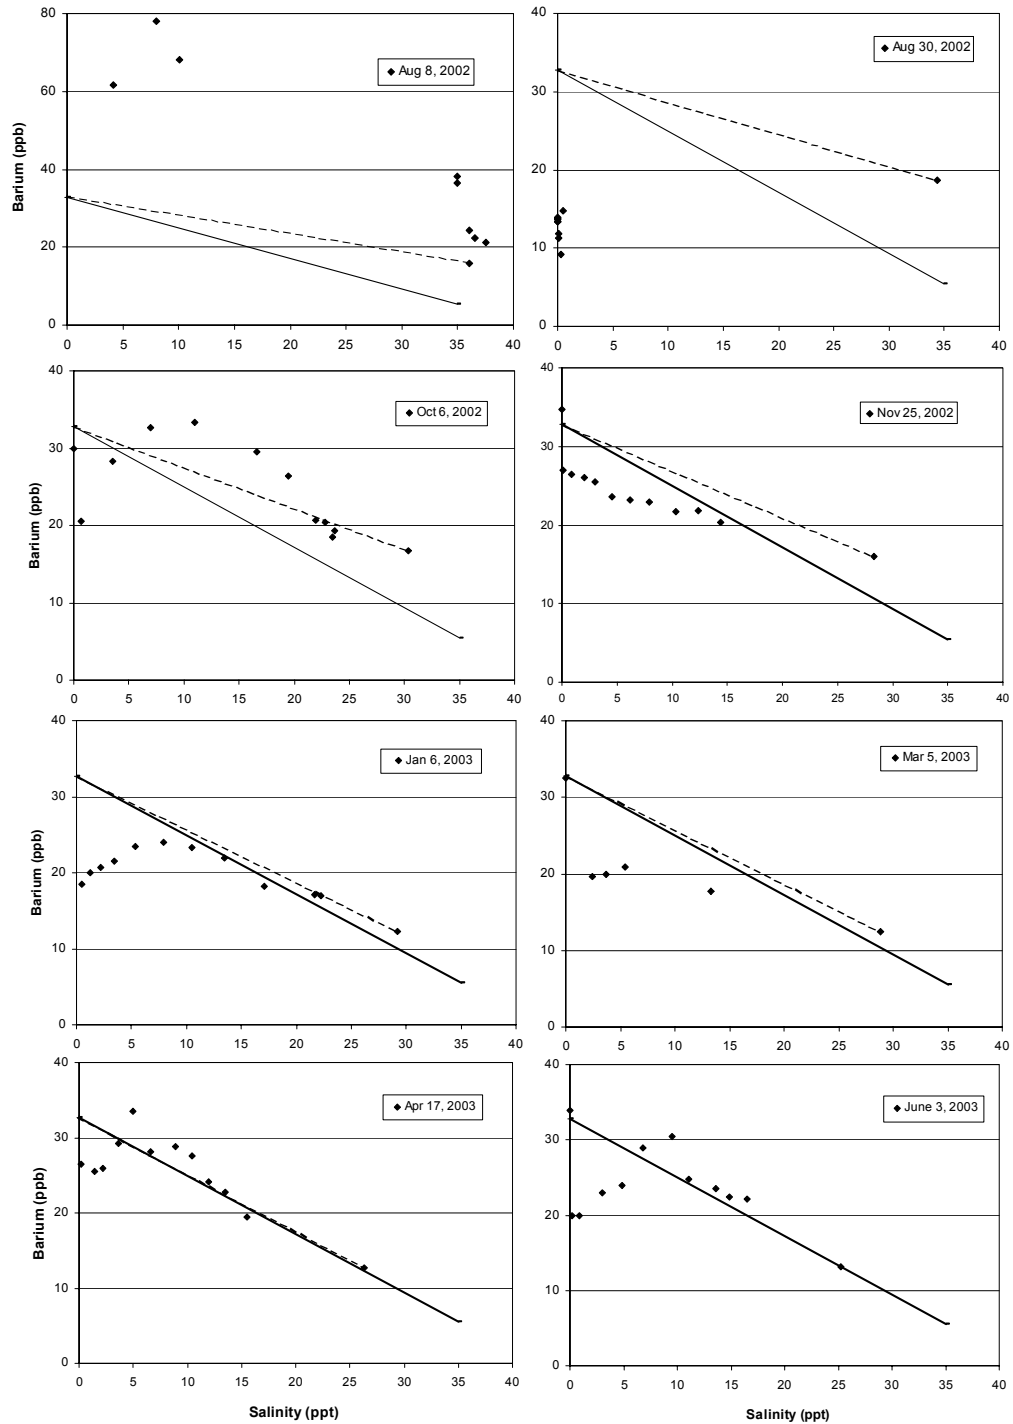 80
60
40
20
0
Barium (ppb)
Aug 8, 2002
0 5 10 15 20 25 30 35 40
40
30
20
10
0
Aug 30, 2002
0 5 10 15 20 25 30 35 40
40
30
20
10
0
Barium (ppb)
Oct 6, 2002
0 5 10 15 20 25 30 35 40
40
30
20
10
0
Nov 25, 2002
0 5 10 15 20 25 30 35 40
40
30
20
10
0
Barium (ppb)
Jan 6, 2003
0 5 10 15 20 25 30 35 40
40
30
20
10
0
Mar 5, 2003
0 5 10 15 20 25 30 35 40
40
30
20
10
0
Barium (ppb)
Apr 17, 2003
0 5 10 15 20 25 30 35 40
Salinity (ppt)
40
30
20
10
0
June 3, 2003
0 5 10 15 20 25 30 35 40
Salinity (ppt)